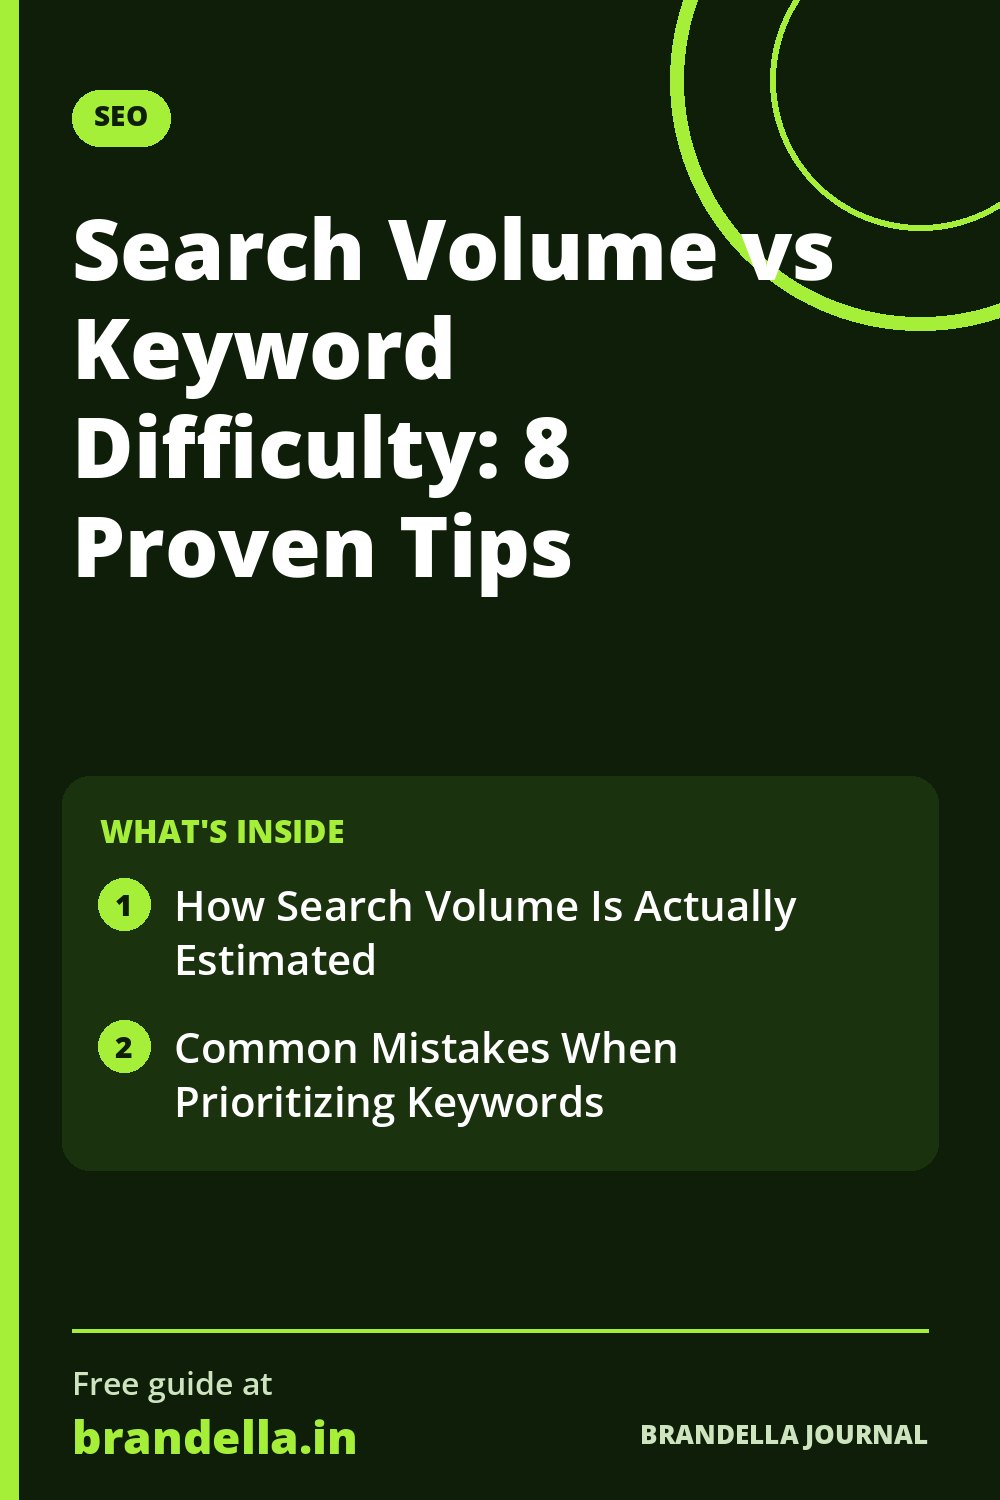 SEO
Search Volume vs
Keyword
Difficulty: 8
Proven Tips
WHAT'S INSIDE
1 How Search Volume Is Actually
Estimated
2 Common Mistakes When
Prioritizing Keywords
Free guide at
brandella.in
BRANDELLA JOURNAL